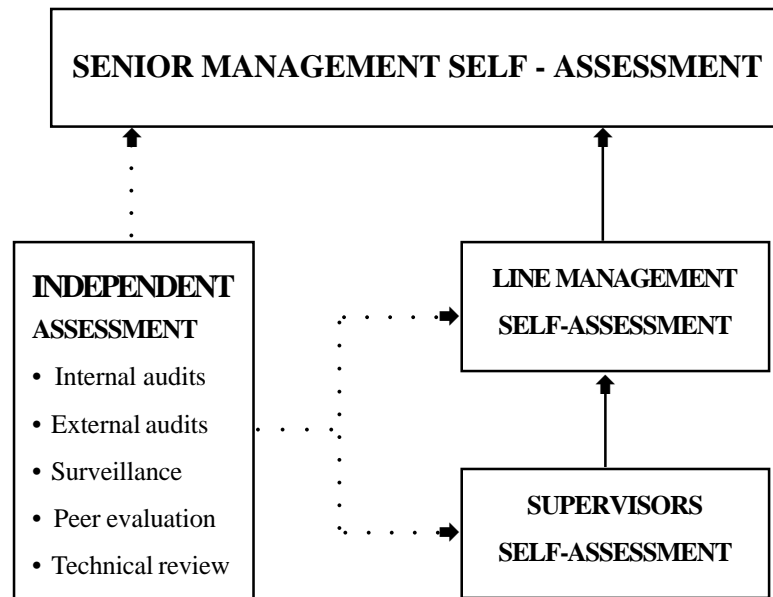 SENIOR MANAGEMENT SELF - ASSESSMENT
INDEPENDENT
ASSESSMENT
• Internal audits
• External audits
• Surveillance
• Peer evaluation
• Technical review
LINE MANAGEMENT
SELF-ASSESSMENT
SUPERVISORS
SELF-ASSESSMENT